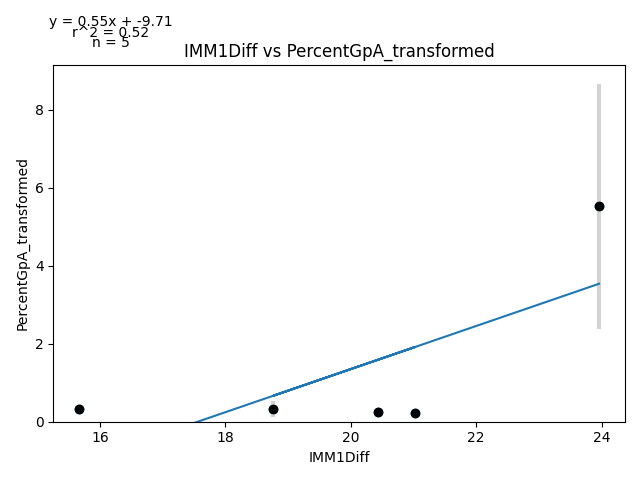 y = 0.55x + -9.71
r^2 = 0.52
n = 5
IMM1Diff vs PercentGpA_transformed
PercentGpA_transformed
8
6
4
2
0
16 18 20 22 24
IMM1Diff